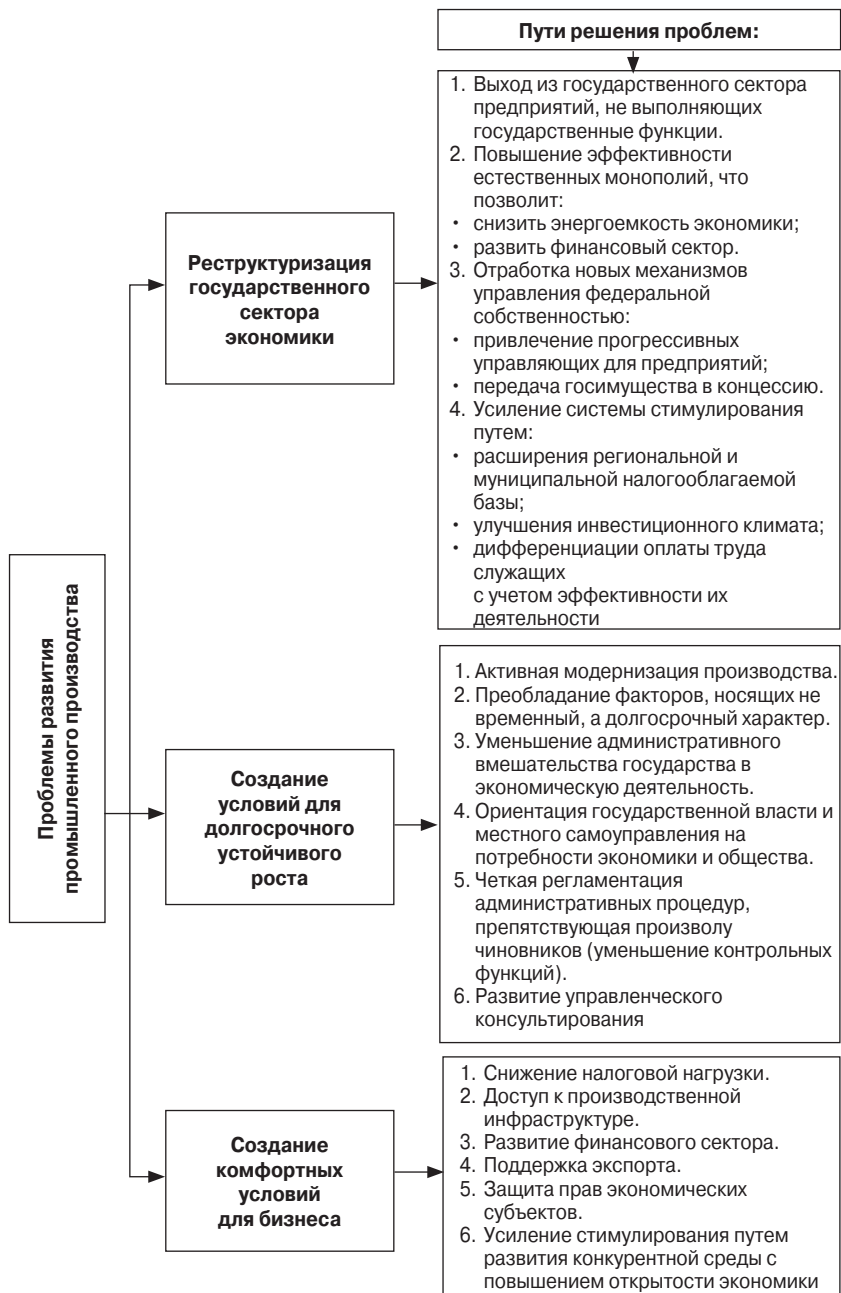 Пути решения проблем:
Проблемы развития
промышленного производства
Реструктуризация
государственного
сектора
экономики
1. Выход из государственного сектора
предприятий, не выполняющих
государственные функции.
2. Повышение эффективности
естественных монополий, что
позволит:
• снизить энергоемкость экономики;
• развить финансовый сектор.
3. Отработка новых механизмов
управления федеральной
собственностью:
• привлечение прогрессивных
управляющих для предприятий;
• передача госимущества в концессию.
4. Усиление системы стимулирования
путем:
• расширения региональной и
муниципальной налогооблагаемой
базы;
• улучшения инвестиционного климата;
• дифференциации оплаты труда
служащих
с учетом эффективности их
деятельности
Создание
условий для
долгосрочного
устойчивого
роста
1. Активная модернизация производства.
2. Преобладание факторов, носящих не
временный, а долгосрочный характер.
3. Уменьшение административного
вмешательства государства в
экономическую деятельность.
4. Ориентация государственной власти и
местного самоуправления на
потребности экономики и общества.
5. Четкая регламентация
административных процедур,
препятствующая произволу
чиновников (уменьшение контрольных
функций).
6. Развитие управленческого
консультирования
Создание
комфортных
условий
для бизнеса
1. Снижение налоговой нагрузки.
2. Доступ к производственной
инфраструктуре.
3. Развитие финансового сектора.
4. Поддержка экспорта.
5. Защита прав экономических
субъектов.
6. Усиление стимулирования путем
развития конкурентной среды с
повышением открытости экономики